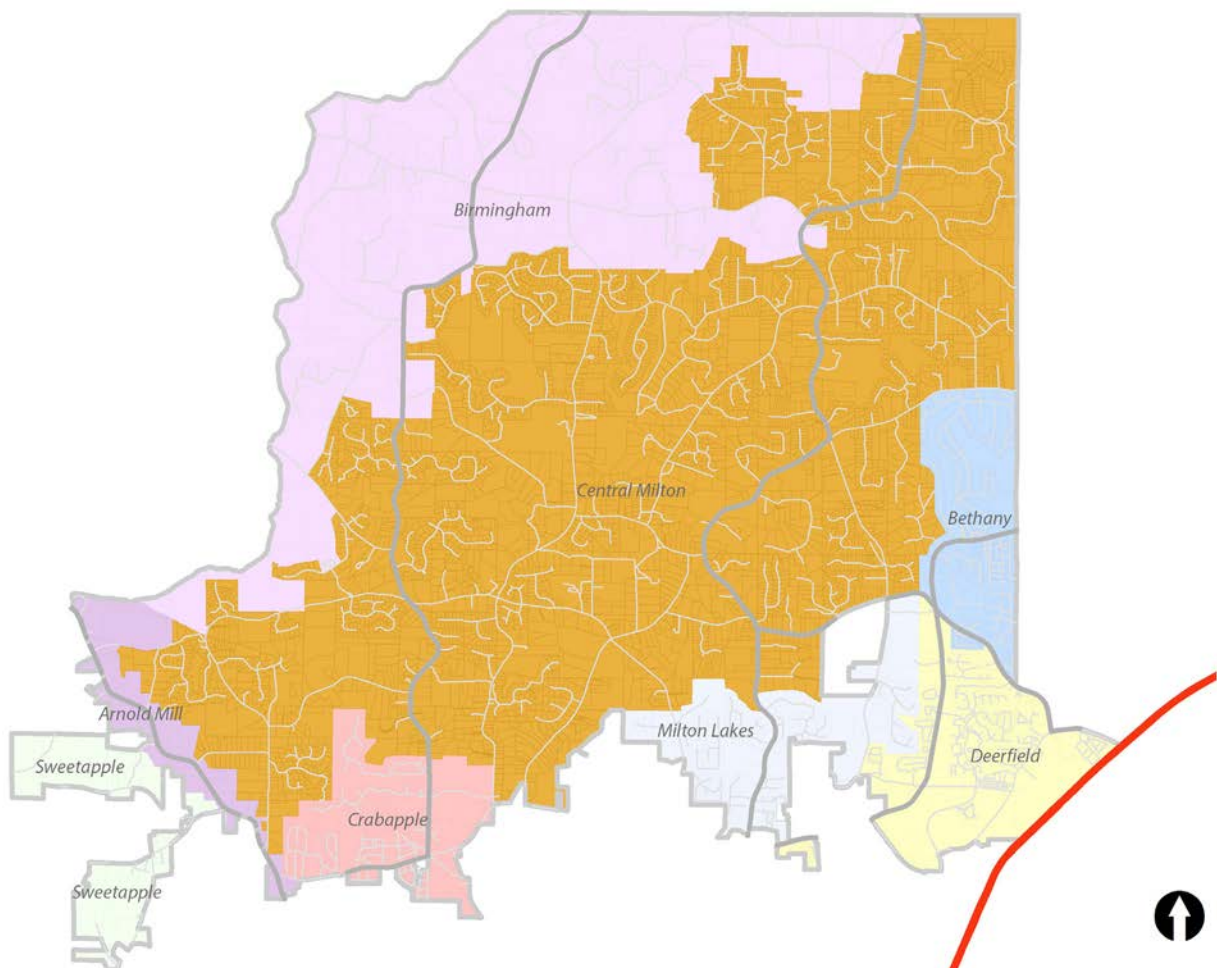 Birmingham
Central Milton
Bethany
Arnold Mill
Milton Lakes
Sweetapple
Deerfield
Crabapple
Sweetapple